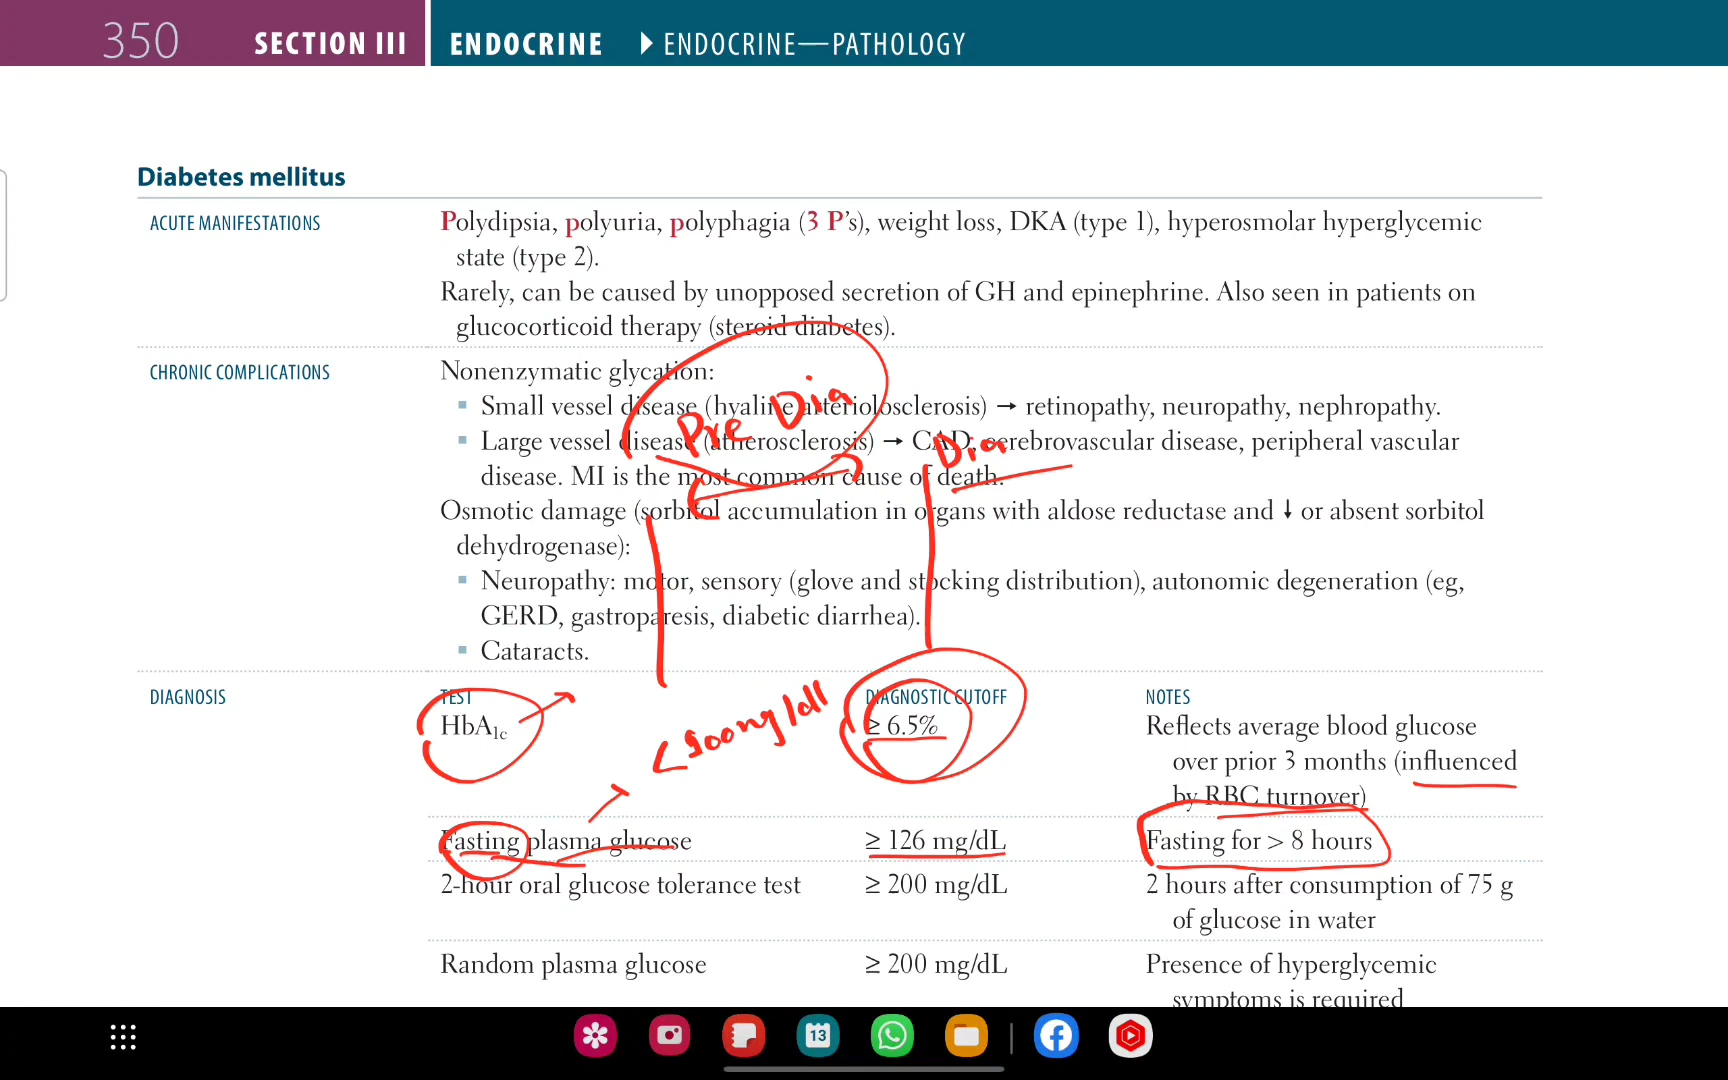 350 SECTION III ENDOCRINE ▶ ENDOCRINE—PATHOLOGY
Diabetes mellitus
ACUTE MANIFESTATIONS
Polydipsia, polyuria, polyphagia (3 P's), weight loss, DKA (type 1), hyperosmolar hyperglycemic
state (type 2).
Rarely, can be caused by unopposed secretion of GH and epinephrine. Also seen in patients on
glucocorticoid therapy (steroid diabetes).
CHRONIC COMPLICATIONS
Nonenzymatic glycation:
▪ Small vessel disease (hyaline arteriolosclerosis) → retinopathy, neuropathy, nephropathy.
▪ Large vessel disease (atherosclerosis) → CAD, cerebrovascular disease, peripheral vascular
disease. MI is the most common cause of death.
Pre Dia
Dia
Osmotic damage (sorbitol accumulation in organs with aldose reductase and ↓ or absent sorbitol
dehydrogenase):
▪ Neuropathy: motor, sensory (glove and stocking distribution), autonomic degeneration (eg,
GERD, gastroparesis, diabetic diarrhea).
▪ Cataracts.
DIAGNOSIS
TEST DIAGNOSTIC CUTOFF NOTES
HbA1c ≥ 6.5% Reflects average blood glucose
over prior 3 months (influenced
by RBC turnover)
Fasting plasma glucose ≥ 126 mg/dL Fasting for > 8 hours
2-hour oral glucose tolerance test ≥ 200 mg/dL 2 hours after consumption of 75 g
of glucose in water
Random plasma glucose ≥ 200 mg/dL Presence of hyperglycemic
symptoms is required
13